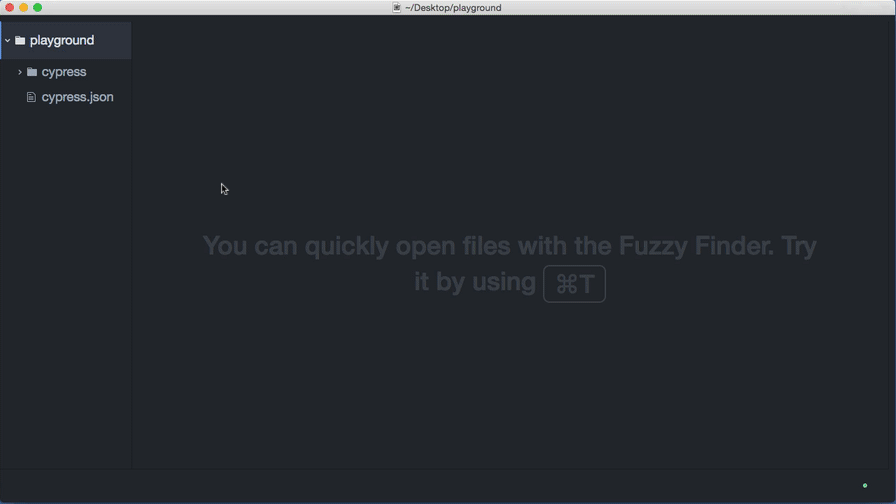 ~/Desktop/playground
playground
cypress
cypress.json
You can quickly open files with the Fuzzy Finder. Try
it by using ⌘T